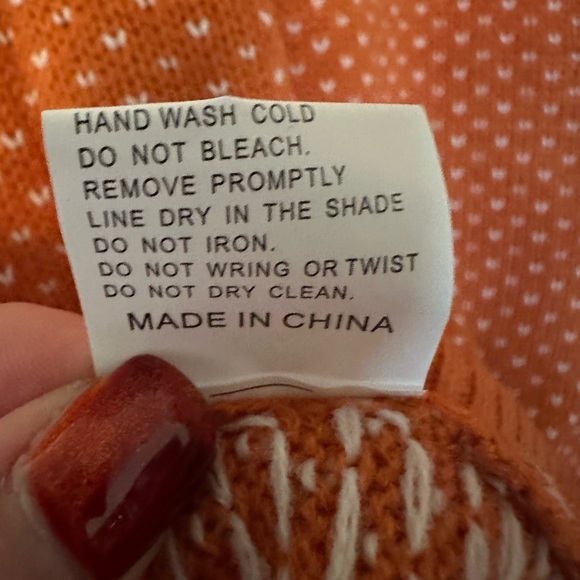 HAND WASH COLD
DO NOT BLEACH.
REMOVE PROMPTLY
LINE DRY IN THE SHADE
DO NOT IRON.
DO NOT WRING OR TWIST
DO NOT DRY CLEAN.
MADE IN CHINA